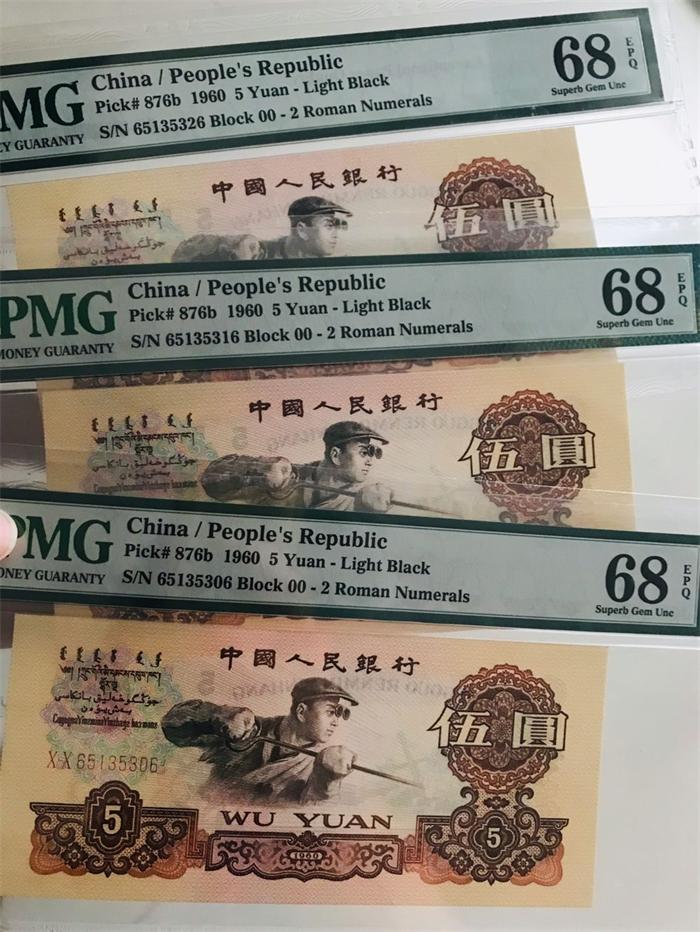 PMG
MONEY GUARANTY
China / People's Republic
Pick# 876b 1960 5 Yuan - Light Black
S/N 65135326 Block 00 - 2 Roman Numerals
68
EPQ
Superb Gem Unc
中國人民銀行
伍圓
PMG
MONEY GUARANTY
China / People's Republic
Pick# 876b 1960 5 Yuan - Light Black
S/N 65135316 Block 00 - 2 Roman Numerals
68
EPQ
Superb Gem Unc
中國人民銀行
伍圓
PMG
MONEY GUARANTY
China / People's Republic
Pick# 876b 1960 5 Yuan - Light Black
S/N 65135306 Block 00 - 2 Roman Numerals
68
EPQ
Superb Gem Unc
中國人民銀行
伍圓
XX 65135306
5
WU YUAN
1960
5